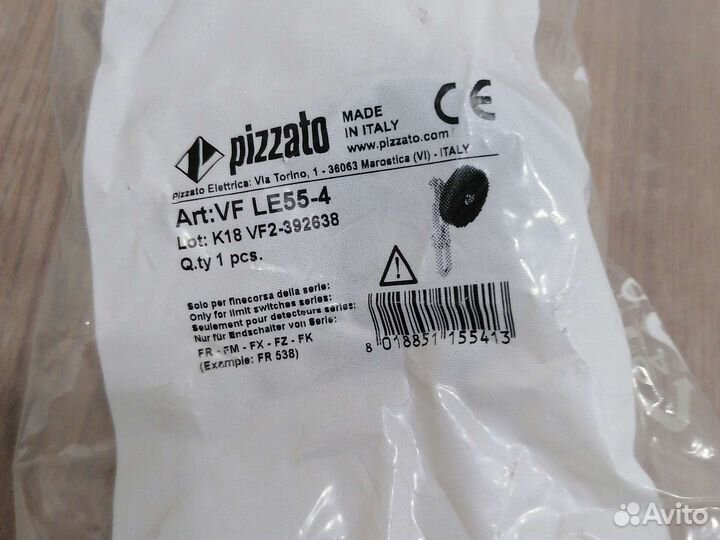 pizzato
MADE
IN ITALY
www.pizzato.com
CE
Pizzato Elettrica: Via Torino, 1 - 36063 Marostica (VI) - ITALY
Art:VF LE55-4
Lot: K18 VF2-392638
Q.ty 1 pcs.
Solo per finecorsa della serie:
Only for limit switches series:
Seulement pour detecteurs serie:
Nur für Endschalter von Serie:
FR - FM - FX - FZ - FK
(Example: FR 538)
8 018851 155413
Avito